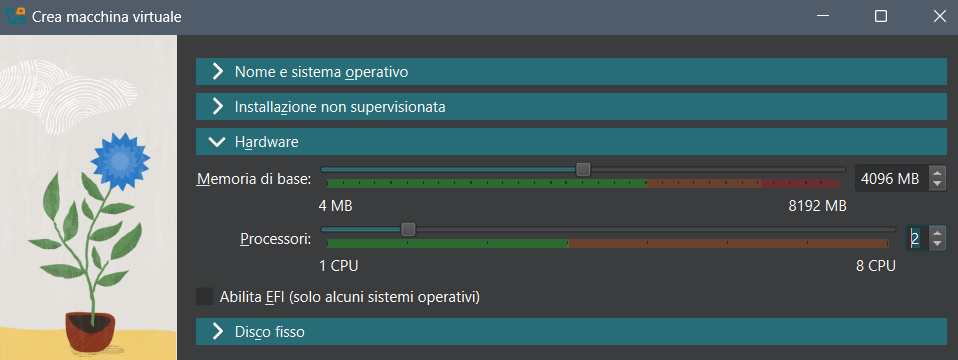 Crea macchina virtuale
Nome e sistema operativo
Installazione non supervisionata
Hardware
Memoria di base: 4096 MB
4 MB 8192 MB
Processori: 2
1 CPU 8 CPU
Abilita EFI (solo alcuni sistemi operativi)
Disco fisso